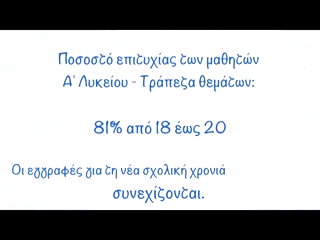 Ποσοστό επιτυχίας των μαθητών
Α' Λυκείου - Τράπεζα θεμάτων:
81% από 18 έως 20
Οι εγγραφές για τη νέα σχολική χρονιά
συνεχίζονται.